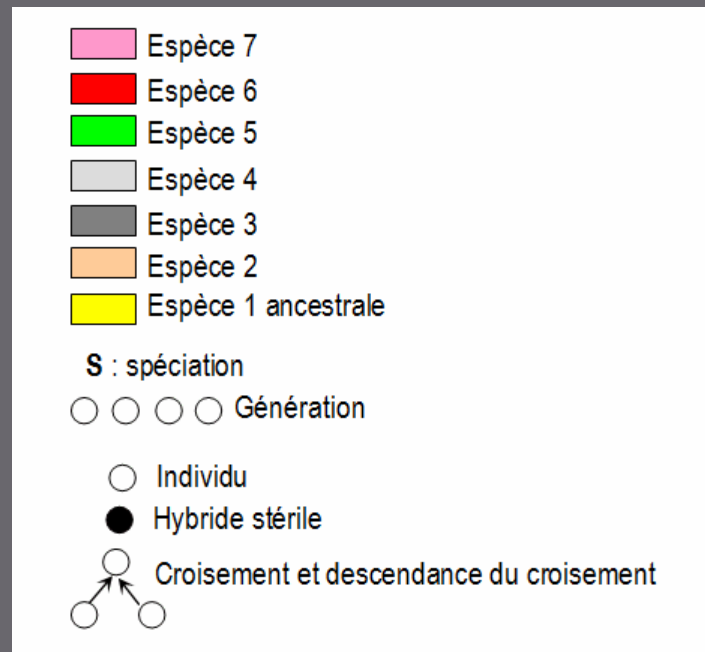 Espèce 7
Espèce 6
Espèce 5
Espèce 4
Espèce 3
Espèce 2
Espèce 1 ancestrale
S : spéciation
Génération
Individu
Hybride stérile
Croisement et descendance du croisement